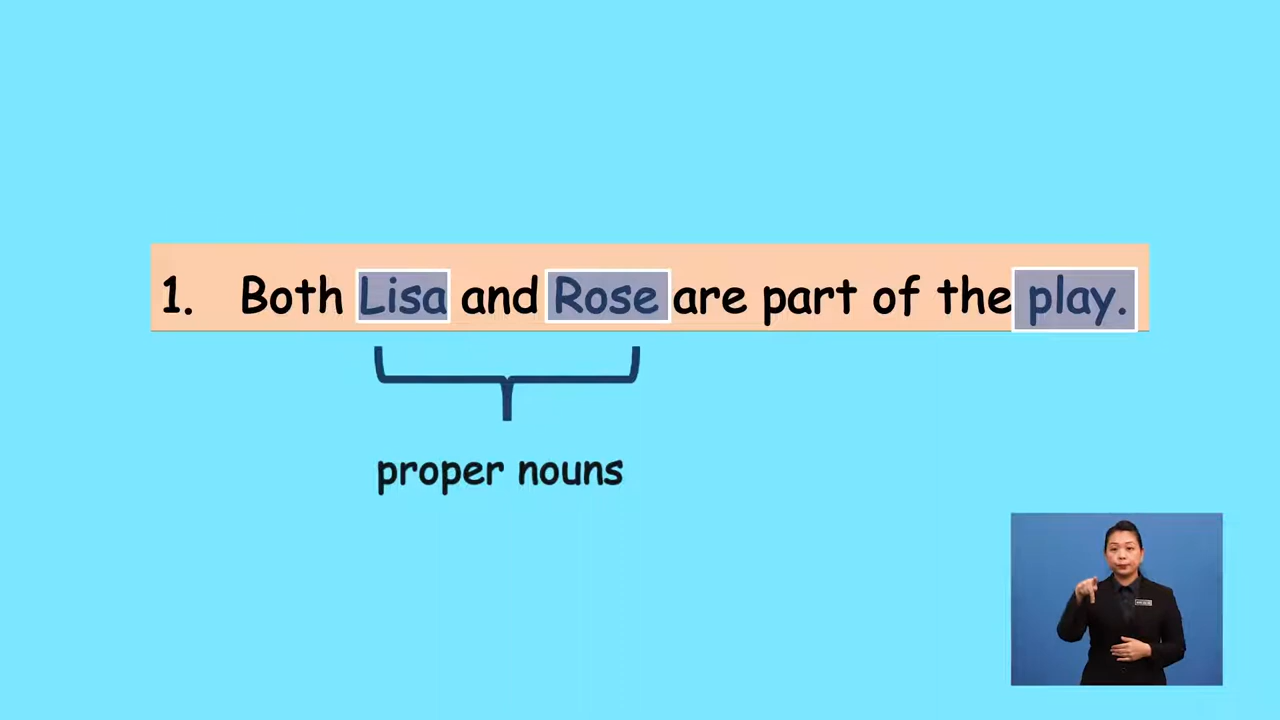 1. Both Lisa and Rose are part of the play.
proper nouns